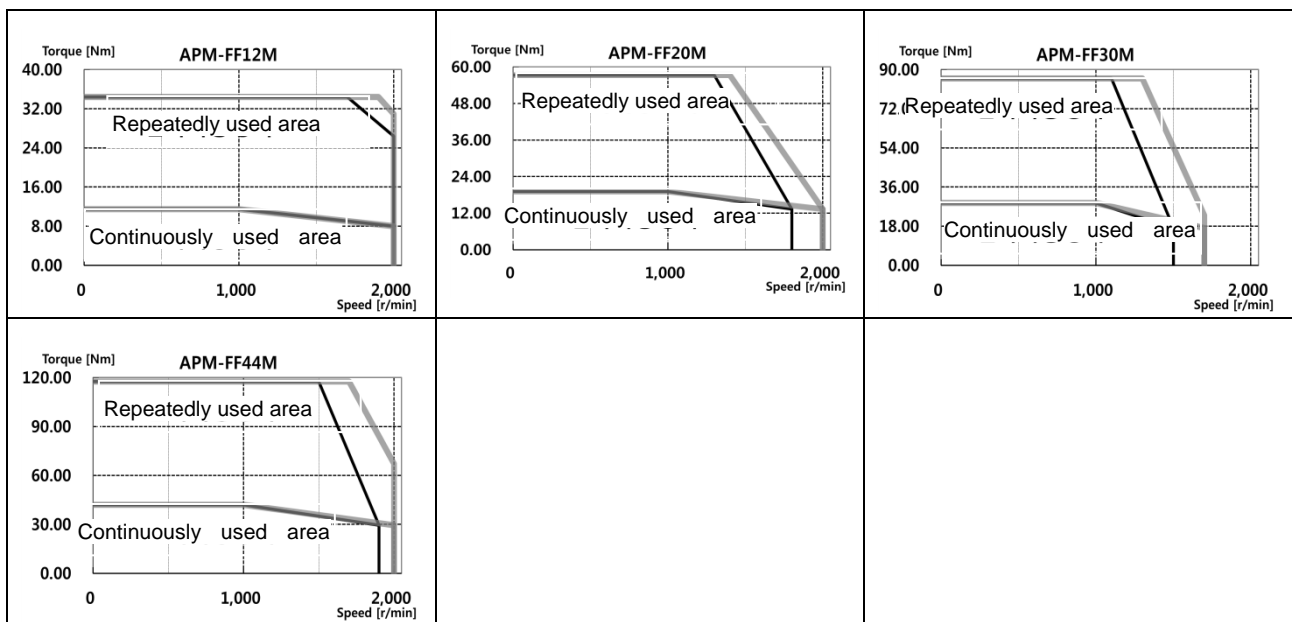 Torque [Nm] APM-FF12M
40.00
32.00
Repeatedly used area
24.00
16.00
8.00
Continuously used area
0.00
0 1,000 2,000
Speed [r/min]
Torque [Nm] APM-FF20M
60.00
48.00
Repeatedly used area
36.00
24.00
12.00
Continuously used area
0.00
0 1,000 2,000
Speed [r/min]
Torque [Nm] APM-FF30M
90.00
Repeatedly used area
54.00
36.00
18.00
Continuously used area
0.00
0 1,000 2,000
Speed [r/min]
Torque [Nm] APM-FF44M
120.00
Repeatedly used area
90.00
60.00
30.00
Continuously used area
0.00
0 1,000 2,000
Speed [r/min]